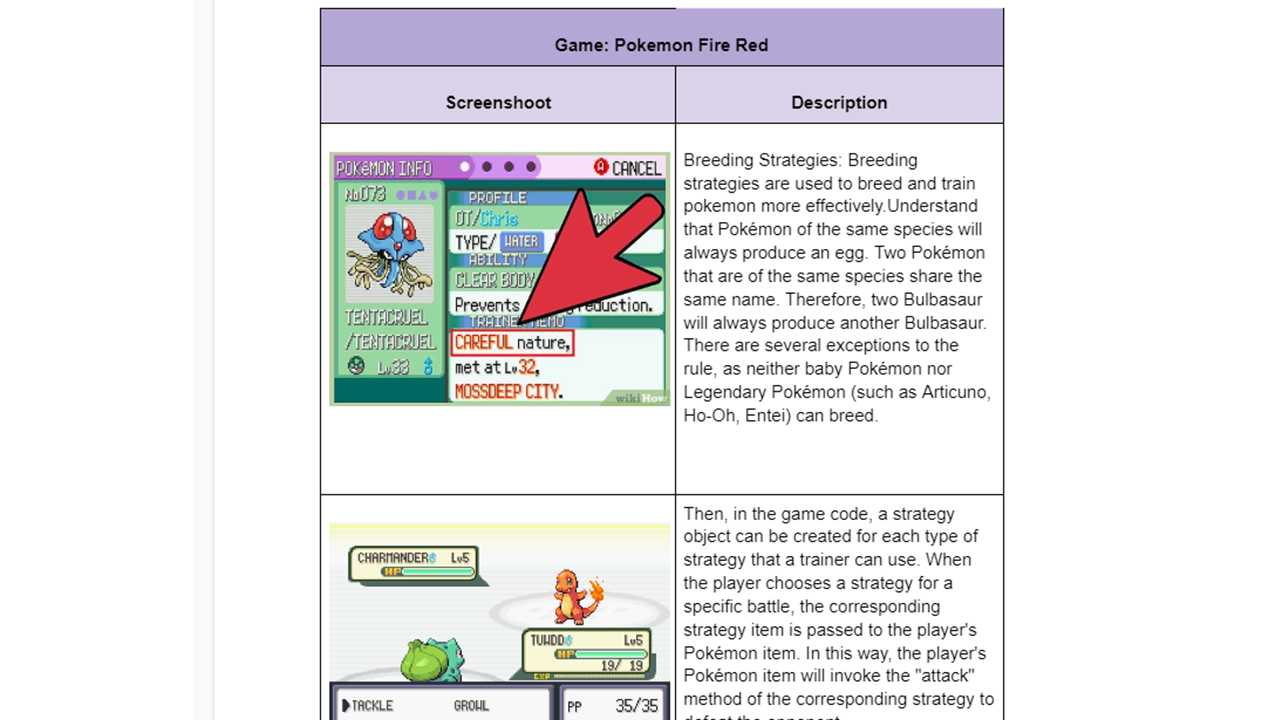 Game: Pokemon Fire Red
Screenshoot
Description
POKéMON INFO
CANCEL
No073
PROFILE
OT/Chris
TYPE/ WATER
ABILITY
CLEAR BODY
Prevents
reduction.
TRAINER MEMO
CAREFUL nature,
met at Lv32,
MOSSDEEP CITY.
TENTACRUEL
/TENTACRUEL
Lv33
wikiHow
Breeding Strategies: Breeding
strategies are used to breed and train
pokemon more effectively.Understand
that Pokémon of the same species will
always produce an egg. Two Pokémon
that are of the same species share the
same name. Therefore, two Bulbasaur
will always produce another Bulbasaur.
There are several exceptions to the
rule, as neither baby Pokémon nor
Legendary Pokémon (such as Articuno,
Ho-Oh, Entei) can breed.
CHARMANDER♂ Lv5
HP
TUWDD♂ Lv5
HP
19/ 19
EXP
TACKLE GROWL
PP 35/35
Then, in the game code, a strategy
object can be created for each type of
strategy that a trainer can use. When
the player chooses a strategy for a
specific battle, the corresponding
strategy item is passed to the player's
Pokémon item. In this way, the player's
Pokémon item will invoke the "attack"
method of the corresponding strategy to
defeat the opponent.